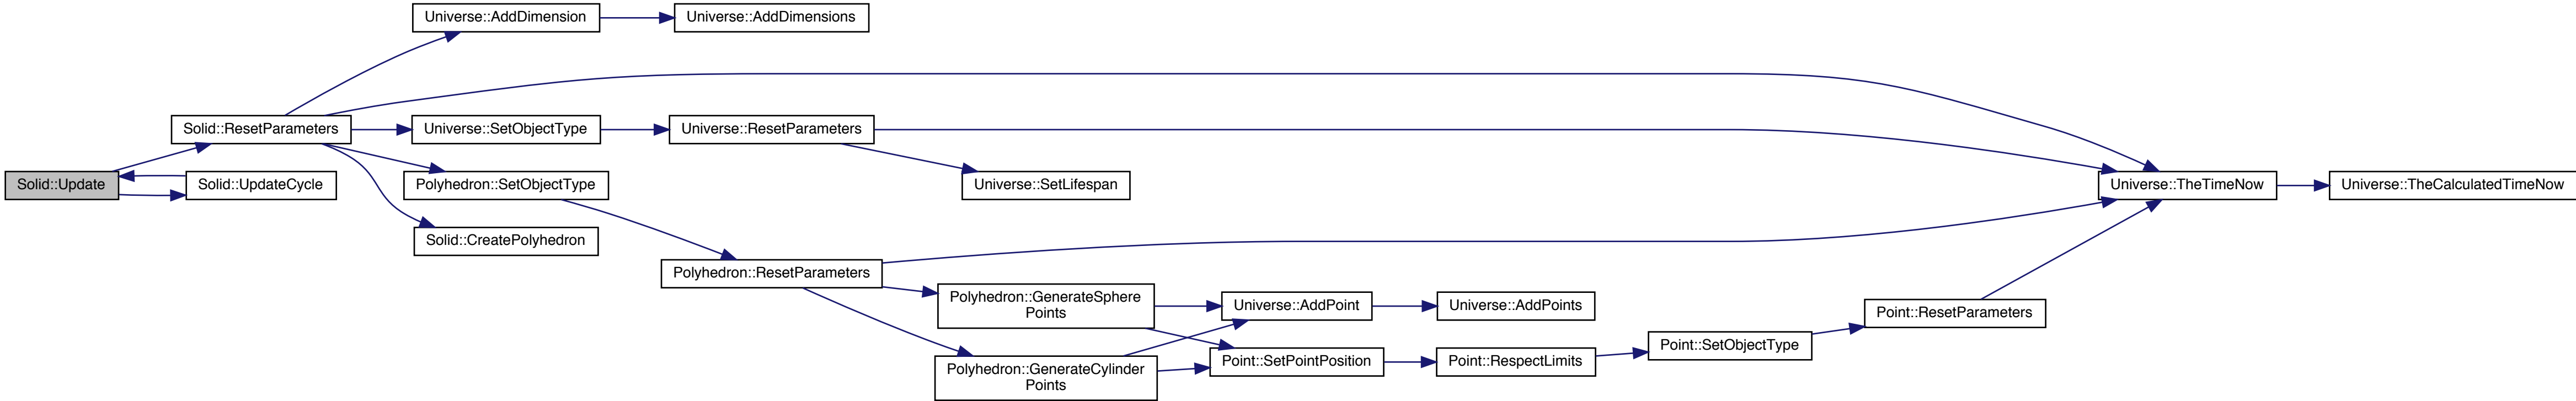 Universe::AddDimension
Universe::AddDimensions
Solid::ResetParameters
Universe::SetObjectType
Universe::ResetParameters
Solid::Update
Solid::UpdateCycle
Polyhedron::SetObjectType
Universe::SetLifespan
Universe::TheTimeNow
Universe::TheCalculatedTimeNow
Solid::CreatePolyhedron
Polyhedron::ResetParameters
Polyhedron::GenerateSphere
Points
Universe::AddPoint
Universe::AddPoints
Point::ResetParameters
Polyhedron::GenerateCylinder
Points
Point::SetPointPosition
Point::RespectLimits
Point::SetObjectType